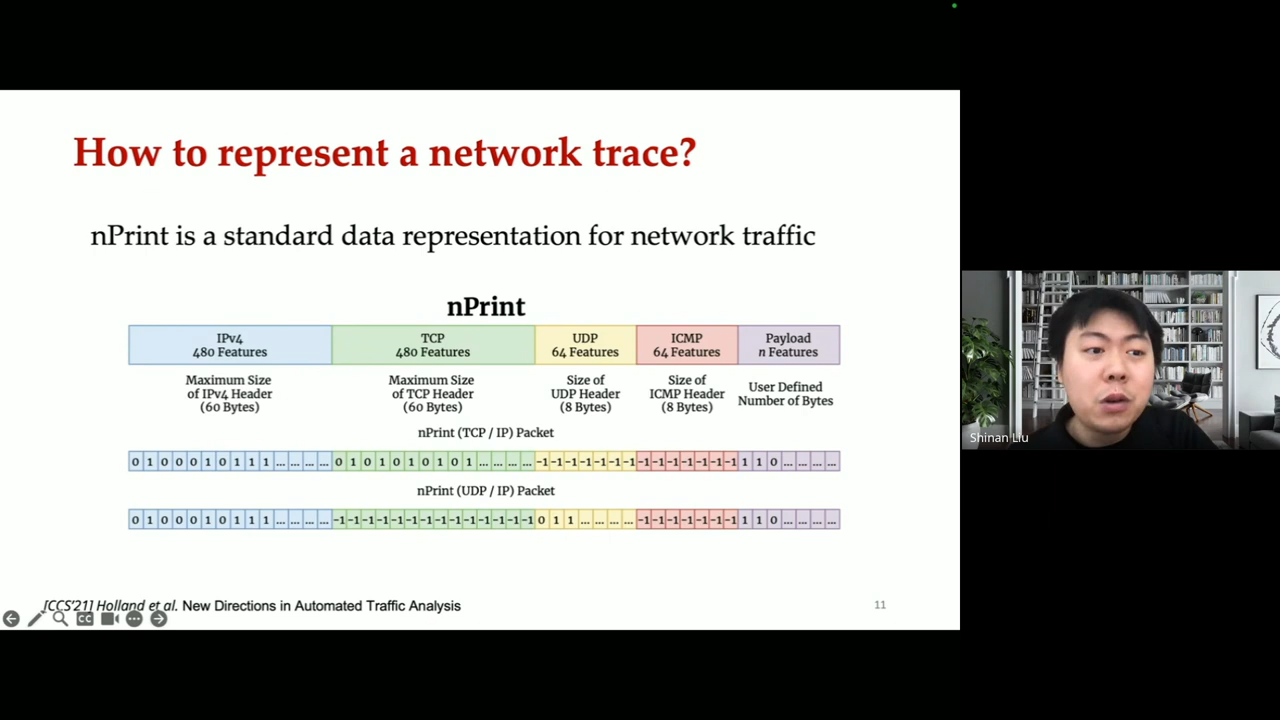 How to represent a network trace?
nPrint is a standard data representation for network traffic
nPrint
IPv4
480 Features
TCP
480 Features
UDP
64 Features
ICMP
64 Features
Payload
n Features
Maximum Size
of IPv4 Header
(60 Bytes)
Maximum Size
of TCP Header
(60 Bytes)
Size of
UDP Header
(8 Bytes)
Size of
ICMP Header
(8 Bytes)
User Defined
Number of Bytes
nPrint (TCP / IP) Packet
0 1 0 0 0 1 0 1 1 1 ... ... ... ... 0 1 0 1 0 1 0 1 0 1 ... ... ... ... -1 -1 -1 -1 -1 -1 -1 -1 -1 -1 -1 -1 -1 -1 1 1 0 ... ... ... ...
nPrint (UDP / IP) Packet
0 1 0 0 0 1 0 1 1 1 ... ... ... ... -1 -1 -1 -1 -1 -1 -1 -1 -1 -1 -1 -1 -1 -1 0 1 1 ... ... ... ... -1 -1 -1 -1 -1 -1 -1 1 1 0 ... ... ... ...
[CCS'21] Holland et al. New Directions in Automated Traffic Analysis
11
CC
Shinan Liu